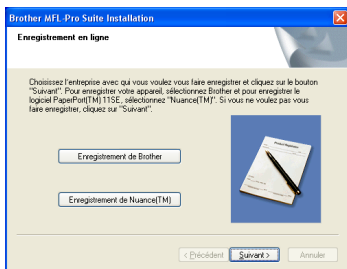 Brother MFL-Pro Suite Installation
Enregistrement en ligne
Choisissez l'entreprise avec qui vous voulez vous faire enregistrer et cliquez sur le bouton
"Suivant". Pour enregistrer votre appareil, sélectionnez Brother et pour enregistrer le
logiciel PaperPort(TM) 11SE, sélectionnez "Nuance(TM)". Si vous ne voulez pas vous
faire enregistrer, cliquez sur "Suivant".
Product Registration
Enregistrement de Brother
Enregistrement de Nuance(TM)
< Précédent
Suivant >
Annuler